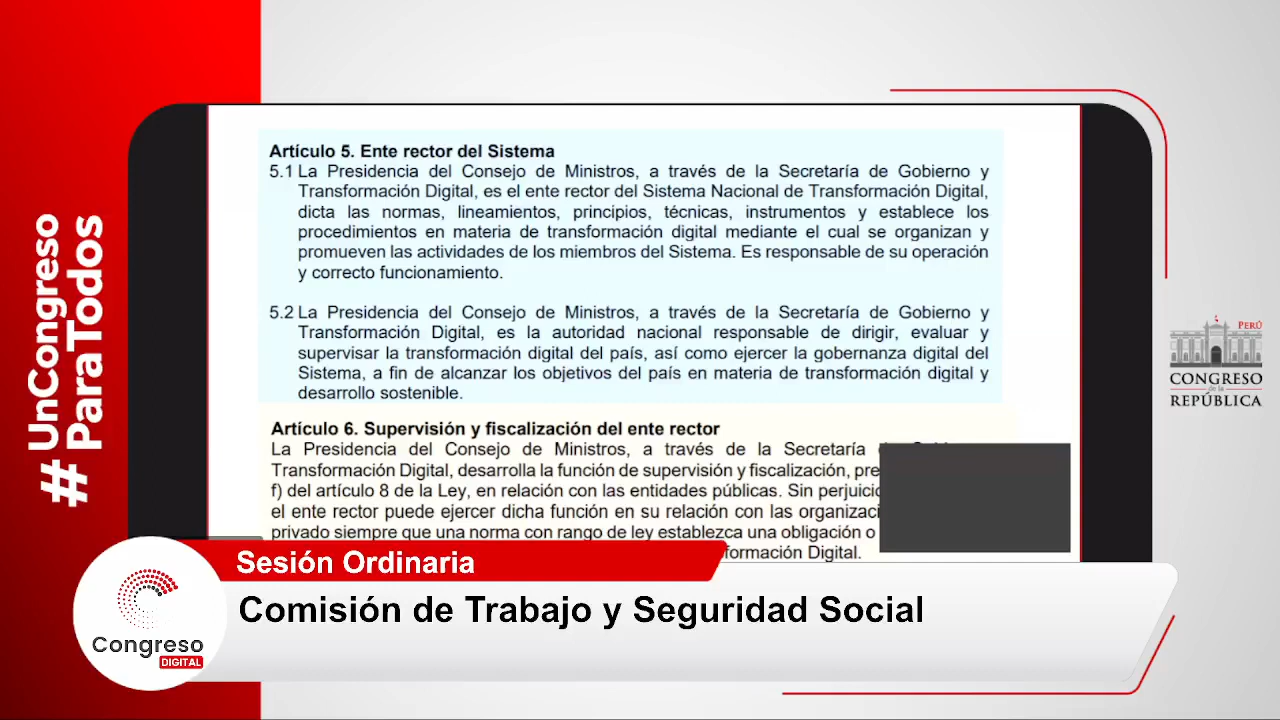 #UnCongreso
ParaTodos
Artículo 5. Ente rector del Sistema
5.1 La Presidencia del Consejo de Ministros, a través de la Secretaría de Gobierno y
Transformación Digital, es el ente rector del Sistema Nacional de Transformación Digital,
dicta las normas, lineamientos, principios, técnicas, instrumentos y establece los
procedimientos en materia de transformación digital mediante el cual se organizan y
promueven las actividades de los miembros del Sistema. Es responsable de su operación
y correcto funcionamiento.
5.2 La Presidencia del Consejo de Ministros, a través de la Secretaría de Gobierno y
Transformación Digital, es la autoridad nacional responsable de dirigir, evaluar y
supervisar la transformación digital del país, así como ejercer la gobernanza digital del
Sistema, a fin de alcanzar los objetivos del país en materia de transformación digital y
desarrollo sostenible.
Artículo 6. Supervisión y fiscalización del ente rector
La Presidencia del Consejo de Ministros, a través de la Secretaría
Transformación Digital, desarrolla la función de supervisión y fiscalización, pre
f) del artículo 8 de la Ley, en relación con las entidades públicas. Sin perjuicio
el ente rector puede ejercer dicha función en su relación con las organizaci
privado siempre que una norma con rango de ley establezca una obligación o
formación Digital.
PERÚ
CONGRESO
de la
REPÚBLICA
Sesión Ordinaria
Comisión de Trabajo y Seguridad Social
Congreso
DIGITAL